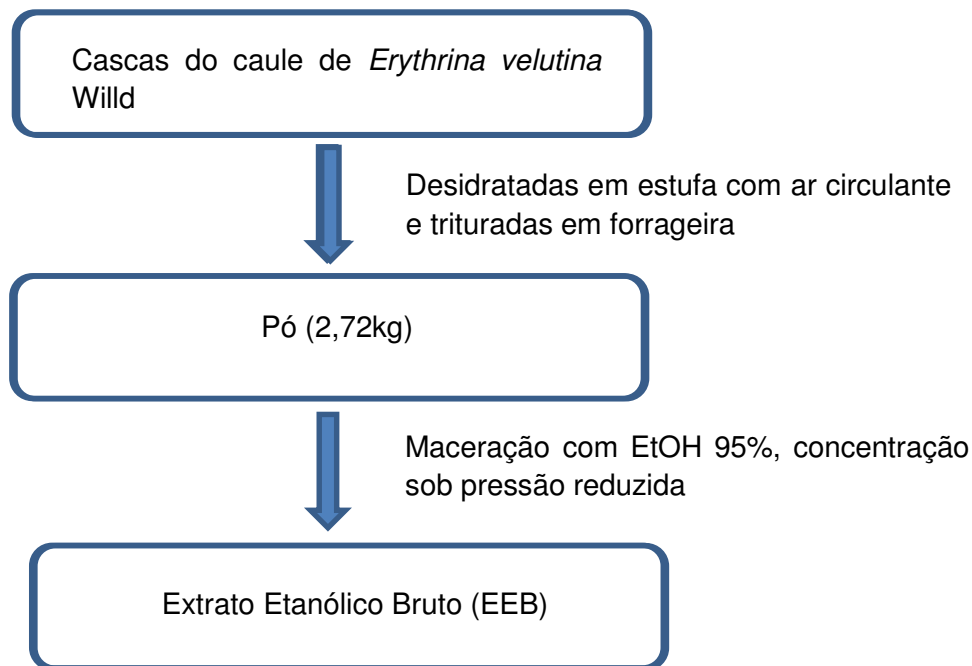 Cascas do caule de Erythrina velutina
Willd
Desidratadas em estufa com ar circulante
e trituradas em forrageira
Pó (2,72kg)
Maceração com EtOH 95%, concentração
sob pressão reduzida
Extrato Etanólico Bruto (EEB)